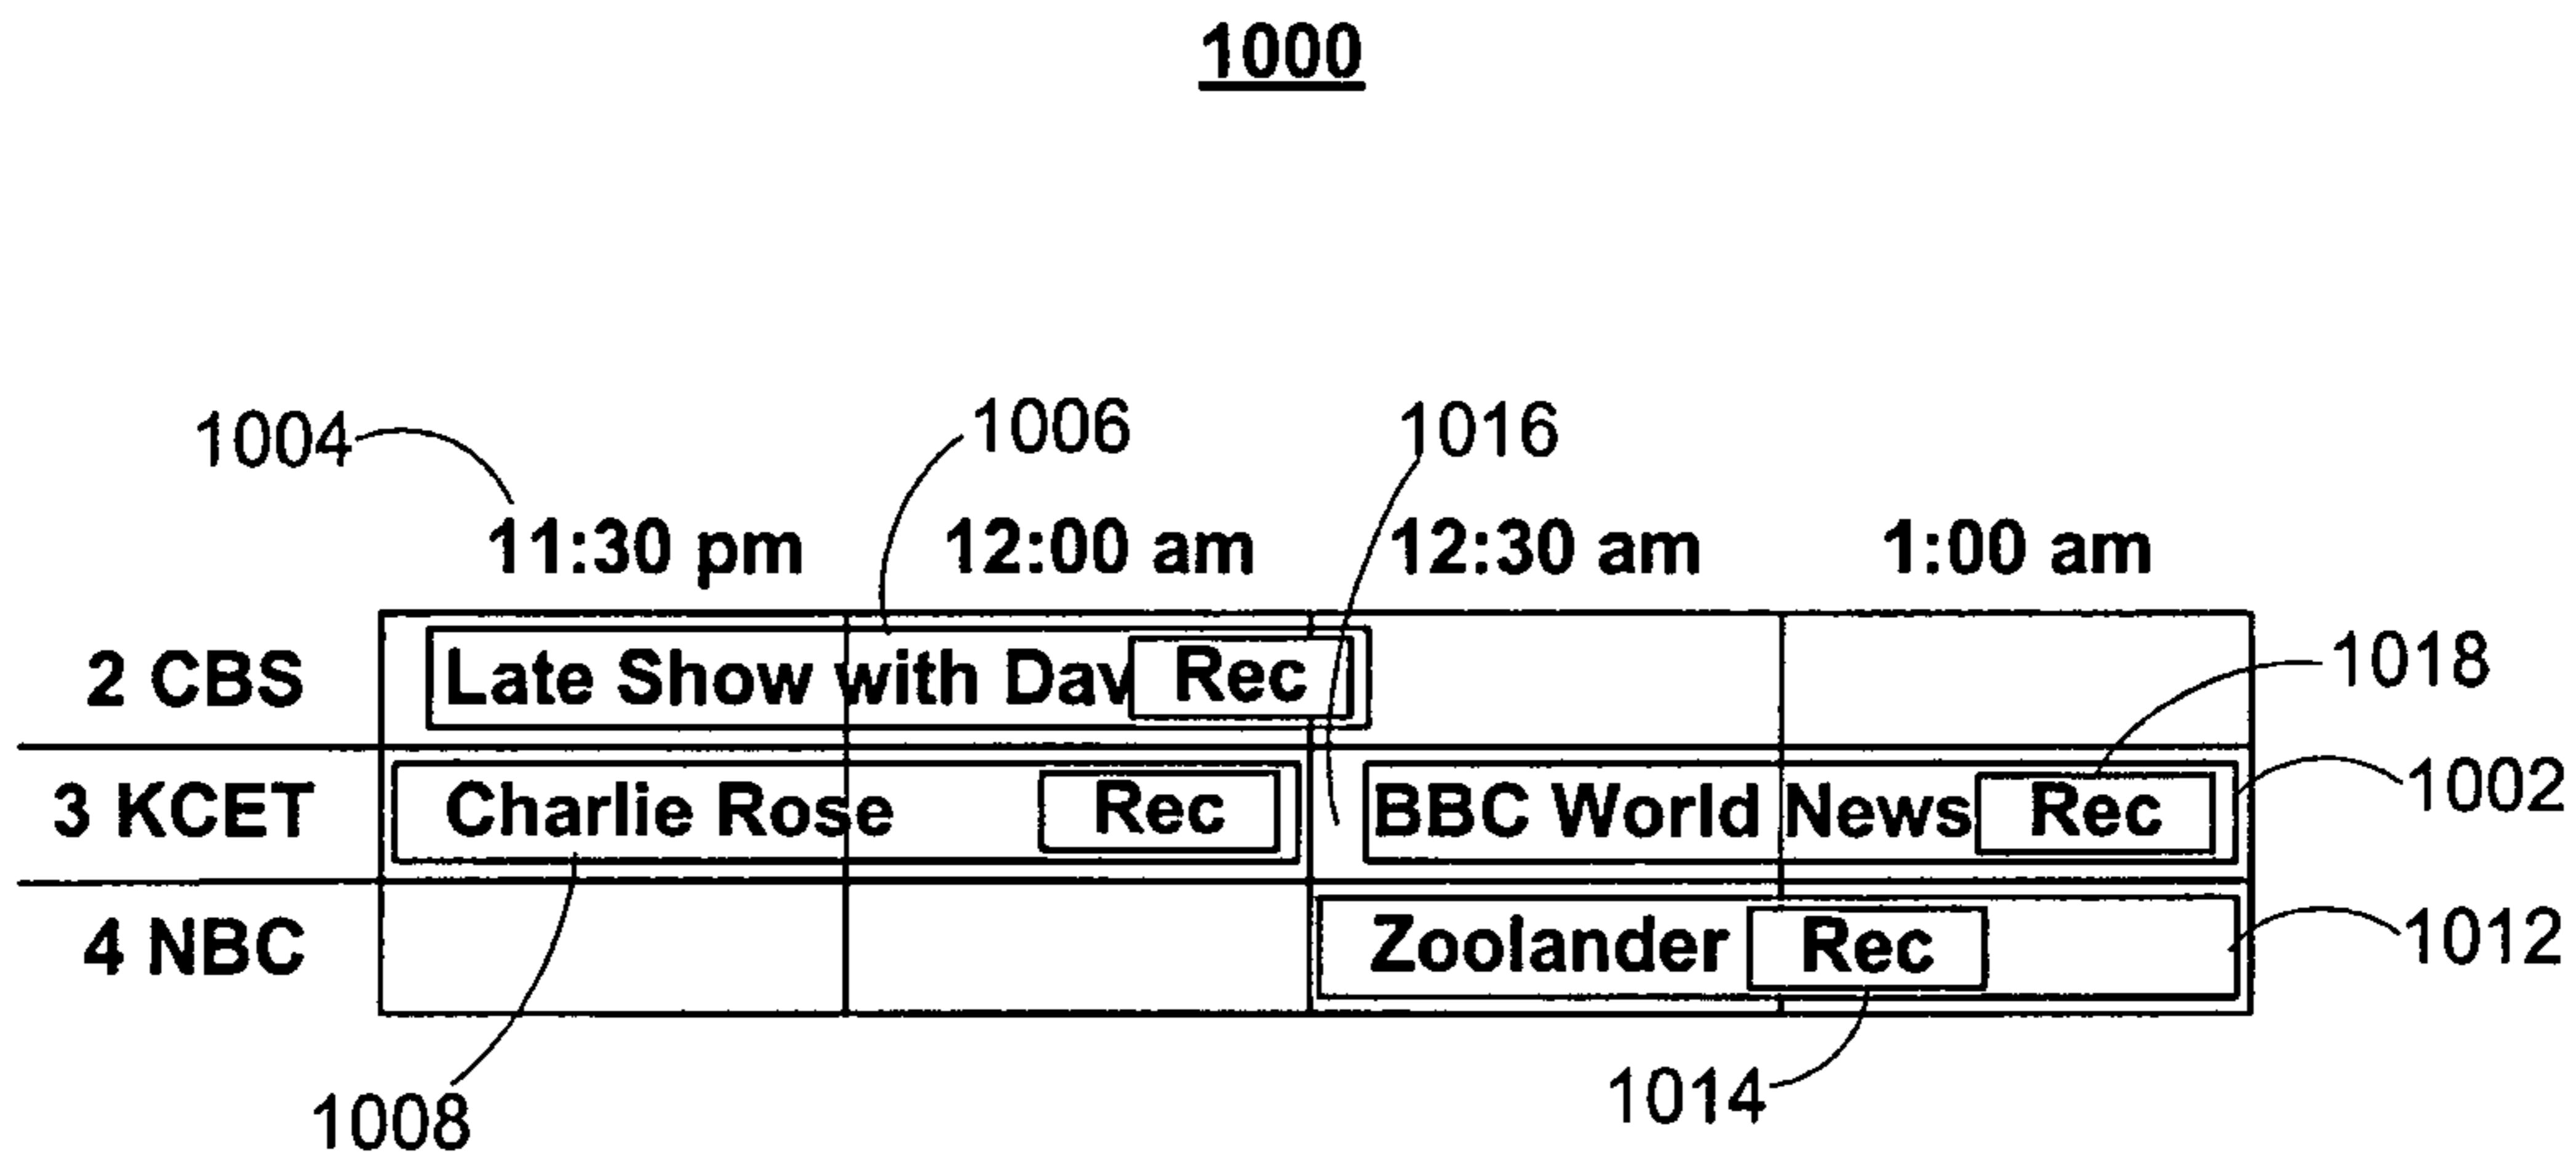 1000
1004 1006 1016
11:30 pm 12:00 am 12:30 am 1:00 am
2 CBS Late Show with Dav Rec 1018
3 KCET Charlie Rose Rec BBC World News Rec 1002
4 NBC Zoolander Rec 1012
1008 1014